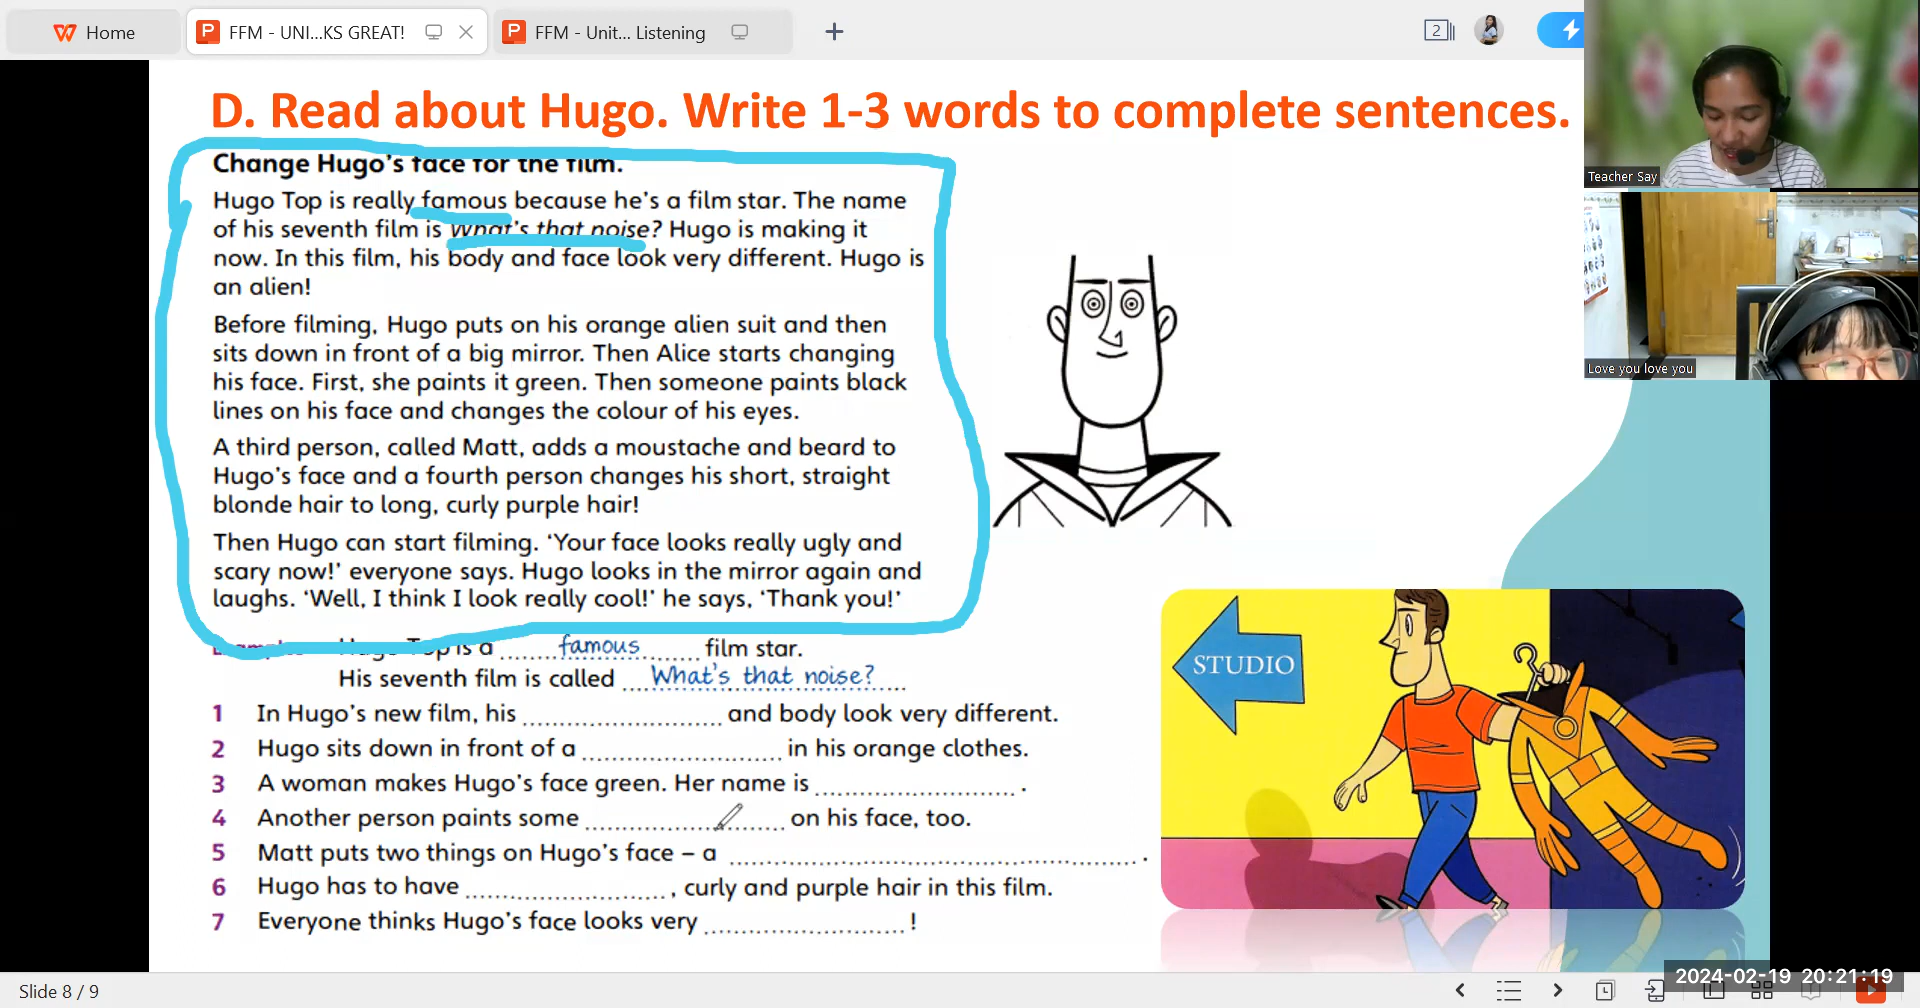 Home
FFM - UNI...KS GREAT!
FFM - Unit... Listening
2
D. Read about Hugo. Write 1-3 words to complete sentences.
Teacher Say
Love you love you
Change Hugo's face for the film.
Hugo Top is really famous because he's a film star. The name
of his seventh film is What's that noise? Hugo is making it
now. In this film, his body and face look very different. Hugo is
an alien!
Before filming, Hugo puts on his orange alien suit and then
sits down in front of a big mirror. Then Alice starts changing
his face. First, she paints it green. Then someone paints black
lines on his face and changes the colour of his eyes.
A third person, called Matt, adds a moustache and beard to
Hugo's face and a fourth person changes his short, straight
blonde hair to long, curly purple hair!
Then Hugo can start filming. 'Your face looks really ugly and
scary now!' everyone says. Hugo looks in the mirror again and
laughs. 'Well, I think I look really cool!' he says, 'Thank you!'
Hugo Top is a famous film star.
His seventh film is called What's that noise?
1 In Hugo's new film, his ........ and body look very different.
2 Hugo sits down in front of a ........ in his orange clothes.
3 A woman makes Hugo's face green. Her name is ........ .
4 Another person paints some ........ on his face, too.
5 Matt puts two things on Hugo's face – a ........ .
6 Hugo has to have ........ , curly and purple hair in this film.
7 Everyone thinks Hugo's face looks very ........ !
STUDIO
Slide 8 / 9
2024-02-19 20:21:19